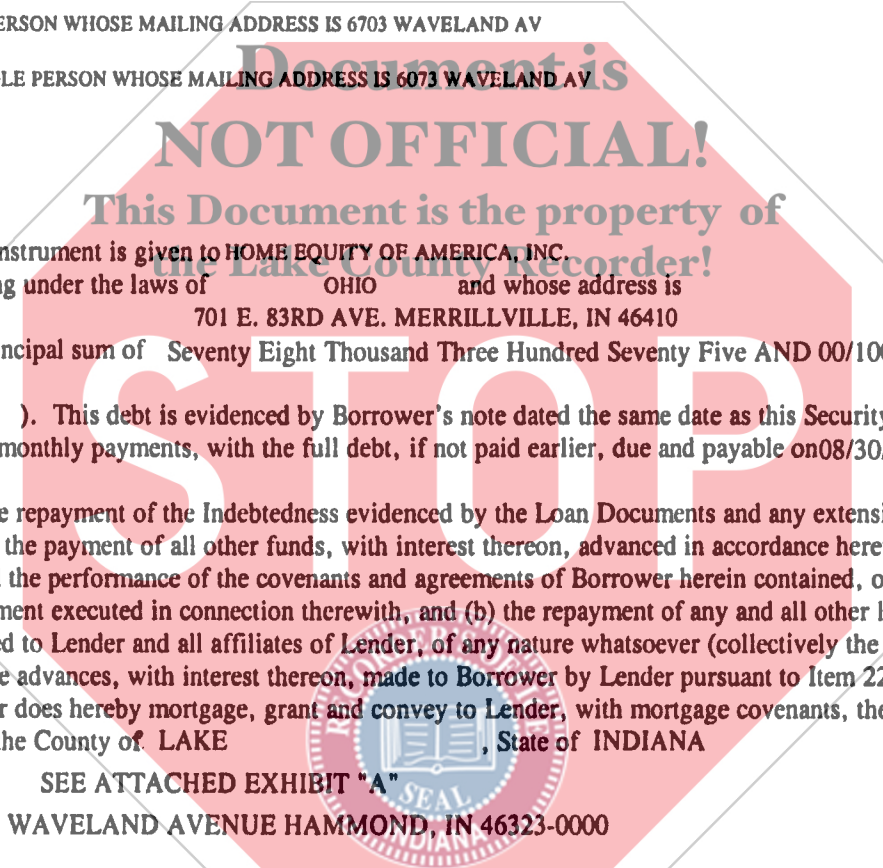 ERSON WHOSE MAILING ADDRESS IS 6703 WAVELAND AV
LE PERSON WHOSE MAILING ADDRESS IS 6073 WAVELAND AV
Document is
NOT OFFICIAL!
This Document is the property of
the Lake County Recorder!
nstrument is given to HOME EQUITY OF AMERICA, INC.
g under the laws of OHIO and whose address is
701 E. 83RD AVE. MERRILLVILLE, IN 46410
ncipal sum of Seventy Eight Thousand Three Hundred Seventy Five AND 00/100
). This debt is evidenced by Borrower's note dated the same date as this Security
monthly payments, with the full debt, if not paid earlier, due and payable on08/30/
STOP
e repayment of the Indebtedness evidenced by the Loan Documents and any extensi
the payment of all other funds, with interest thereon, advanced in accordance here
the performance of the covenants and agreements of Borrower herein contained, o
ment executed in connection therewith, and (b) the repayment of any and all other l
ed to Lender and all affiliates of Lender, of any nature whatsoever (collectively the
e advances, with interest thereon, made to Borrower by Lender pursuant to Item 22
r does hereby mortgage, grant and convey to Lender, with mortgage covenants, the
he County of LAKE , State of INDIANA
SEE ATTACHED EXHIBIT "A"
WAVELAND AVENUE HAMMOND, IN 46323-0000
SEAL
INDIANA